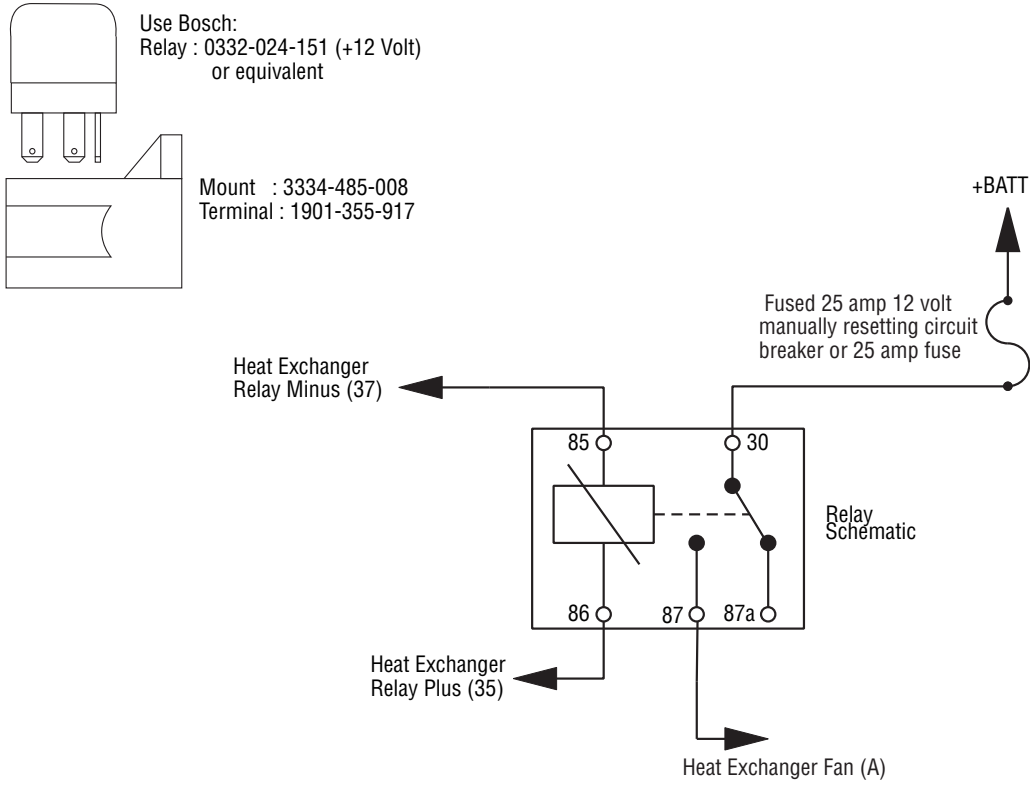 Use Bosch:
Relay : 0332-024-151 (+12 Volt)
or equivalent
Mount : 3334-485-008
Terminal : 1901-355-917
+BATT
Fused 25 amp 12 volt
manually resetting circuit
breaker or 25 amp fuse
Heat Exchanger
Relay Minus (37)
85
30
Relay
Schematic
86
87
87a
Heat Exchanger
Relay Plus (35)
Heat Exchanger Fan (A)